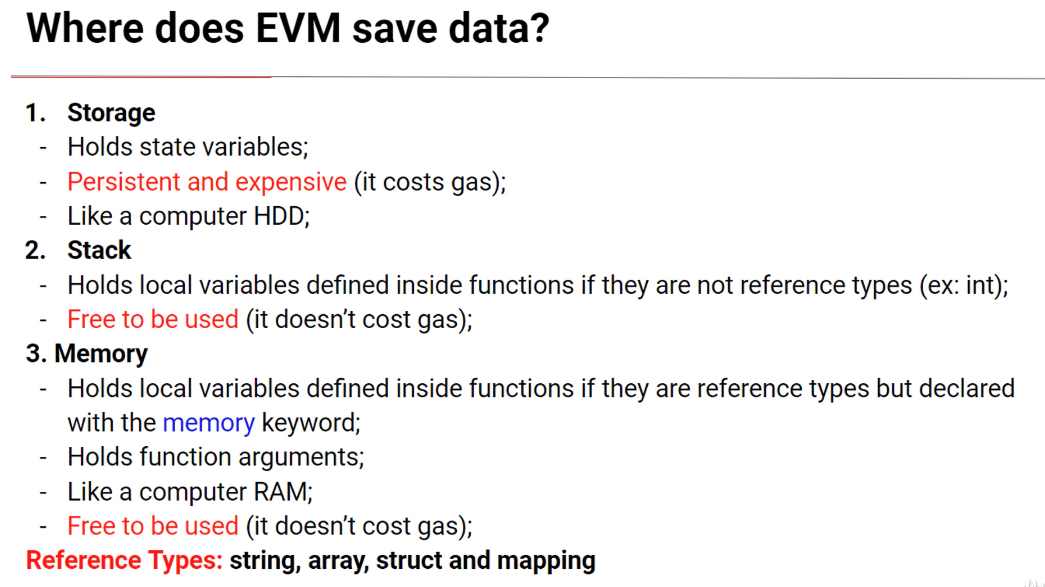 Where does EVM save data?
1. Storage
- Holds state variables;
- Persistent and expensive (it costs gas);
- Like a computer HDD;
2. Stack
- Holds local variables defined inside functions if they are not reference types (ex: int);
- Free to be used (it doesn’t cost gas);
3. Memory
- Holds local variables defined inside functions if they are reference types but declared
with the memory keyword;
- Holds function arguments;
- Like a computer RAM;
- Free to be used (it doesn’t cost gas);
Reference Types: string, array, struct and mapping